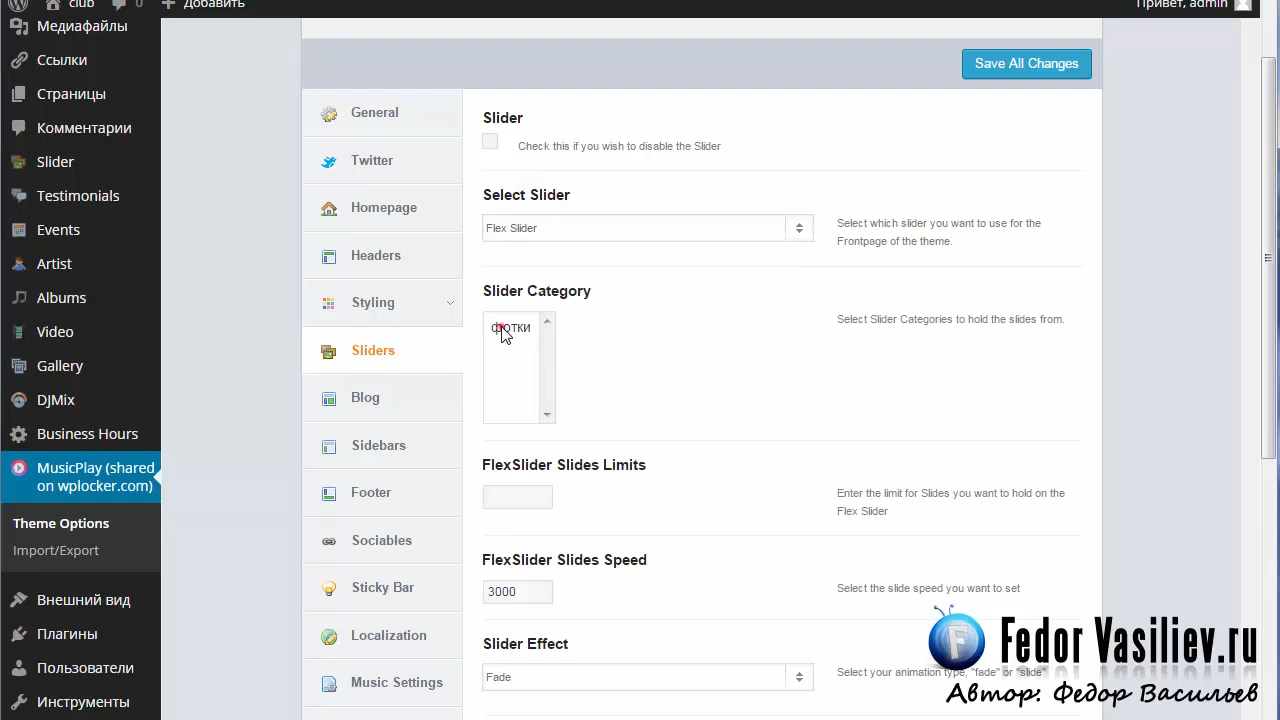 club
0
Добавить
Привет, admin
Медиафайлы
Ссылки
Страницы
Комментарии
Slider
Testimonials
Events
Artist
Albums
Video
Gallery
DJMix
Business Hours
MusicPlay (shared
on wplocker.com)
Theme Options
Import/Export
Внешний вид
Плагины
Пользователи
Инструменты
Save All Changes
General
Twitter
Homepage
Headers
Styling
Sliders
Blog
Sidebars
Footer
Sociables
Sticky Bar
Localization
Music Settings
Slider
Check this if you wish to disable the Slider
Select Slider
Flex Slider
Select which slider you want to use for the
Frontpage of the theme.
Slider Category
фотки
Select Slider Categories to hold the slides from.
FlexSlider Slides Limits
Enter the limit for Slides you want to hold on the
Flex Slider
FlexSlider Slides Speed
3000
Select the slide speed you want to set
Slider Effect
Fade
Select your animation type, "fade" or "slide"
F
Fedor Vasiliev.ru
Автор: Федор Васильев